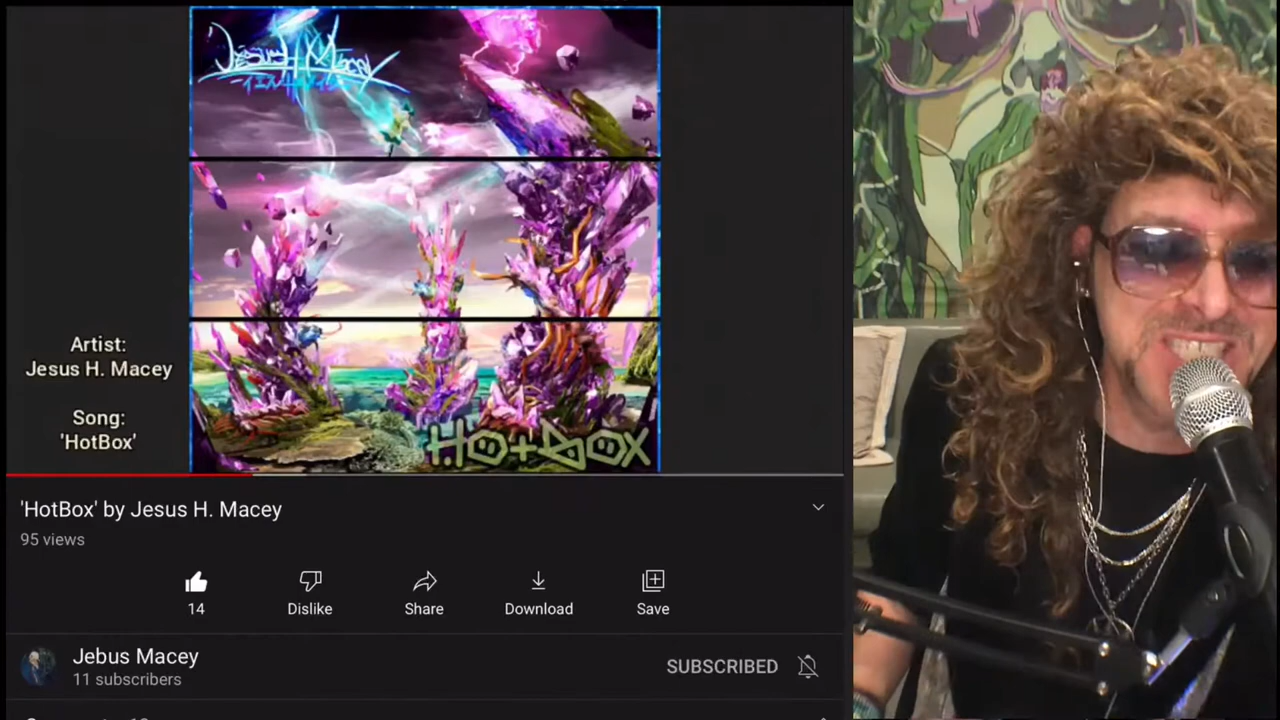 Jesus H Macey
Artist:
Jesus H. Macey
Song:
'HotBox'
HotBox
'HotBox' by Jesus H. Macey
95 views
14
Dislike
Share
Download
Save
Jebus Macey
11 subscribers
SUBSCRIBED